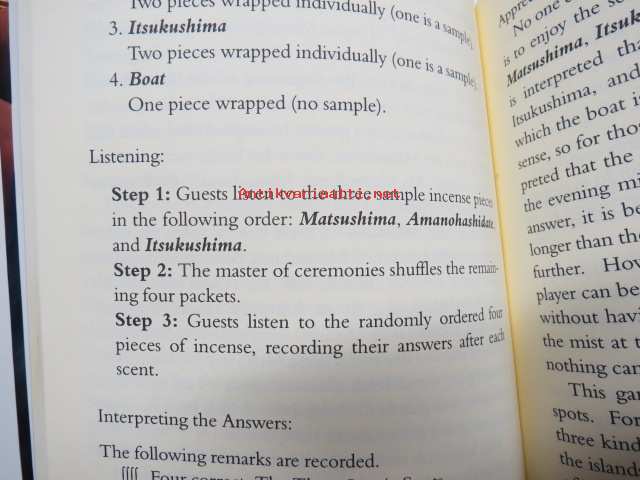 Two pieces wrapped individually (one is a sample).
3. Itsukushima
Two pieces wrapped individually (one is a sample).
4. Boat
One piece wrapped (no sample).
Listening:
Step 1: Guests listen to the three sample incense pieces
in the following order: Matsushima, Amanohashidate,
and Itsukushima.
Step 2: The master of ceremonies shuffles the remain-
ing four packets.
Step 3: Guests listen to the randomly ordered four
pieces of incense, recording their answers after each
scent.
Interpreting the Answers:
The following remarks are recorded.
Four correct: The
No one
is to enjoy the
Matsushima,
is interpreted tha
Itsukushima, and
which the boat i
sense, so for tho
preted that the
the evening mi
answer, it is be
longer than th
further. How
player can be
without havi
the mist at t
nothing can
This gar
spots. For
three kind
the island